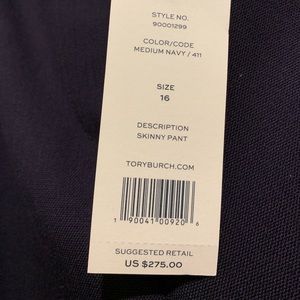 STYLE NO.
90001299
COLOR/CODE
MEDIUM NAVY / 411
SIZE
16
DESCRIPTION
SKINNY PANT
TORYBURCH.COM
1 90041 00920 6
SUGGESTED RETAIL
US $275.00